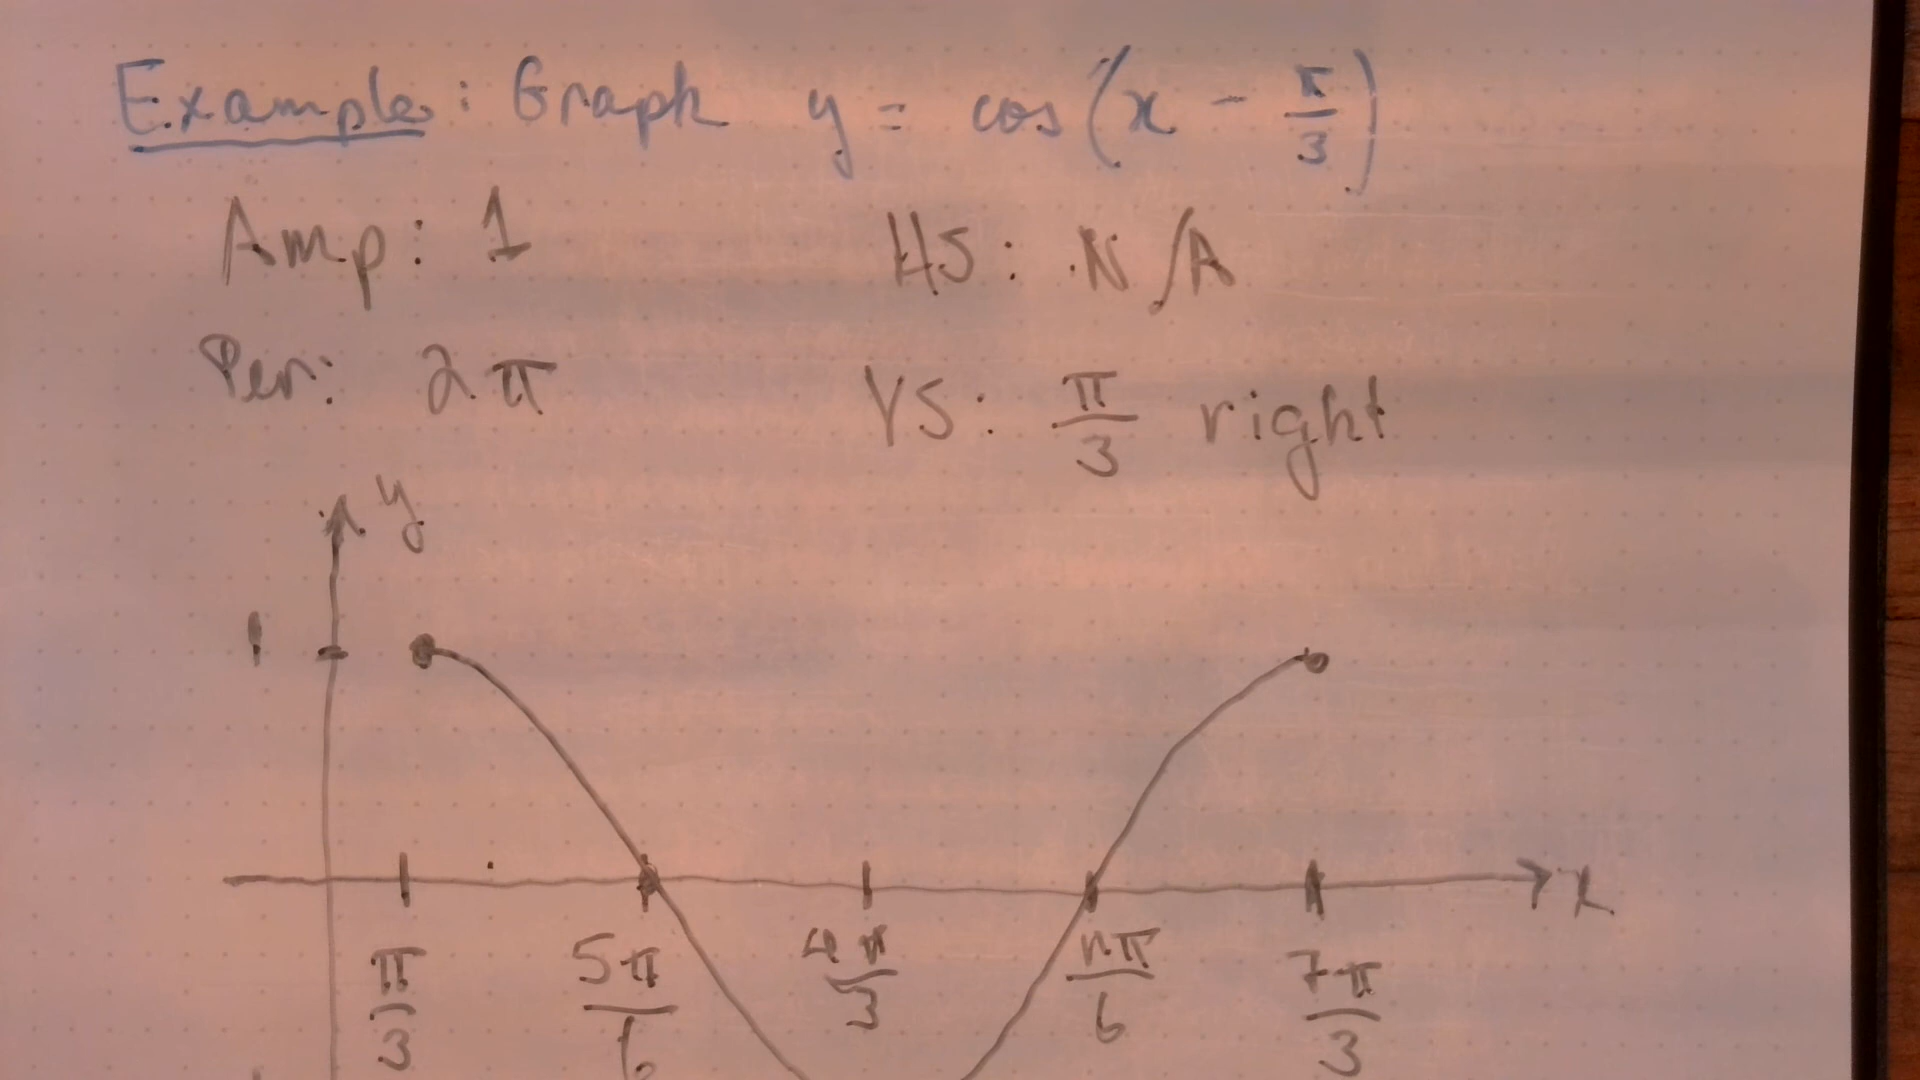 Example: Graph y = cos(x - π/3)
Amp: 1 HS: N/A
Per: 2π VS: π/3 right
y
1
x
π/3 5π/6 4π/3 11π/6 7π/3